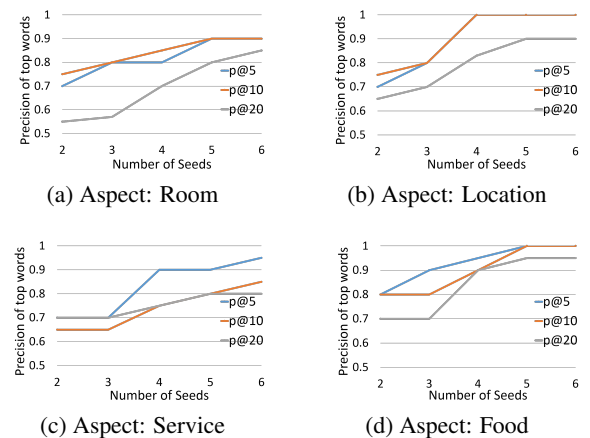 Precision of top words
1
0.9
0.8
0.7
0.6
0.5
2 3 4 5 6
Number of Seeds
p@5
p@10
p@20
(a) Aspect: Room
Precision of top words
1
0.9
0.8
0.7
0.6
0.5
2 3 4 5 6
Number of Seeds
p@5
p@10
p@20
(b) Aspect: Location
Precision of top words
1
0.9
0.8
0.7
0.6
0.5
2 3 4 5 6
Number of Seeds
p@5
p@10
p@20
(c) Aspect: Service
Precision of top words
1
0.9
0.8
0.7
0.6
0.5
2 3 4 5 6
Number of Seeds
p@5
p@10
p@20
(d) Aspect: Food